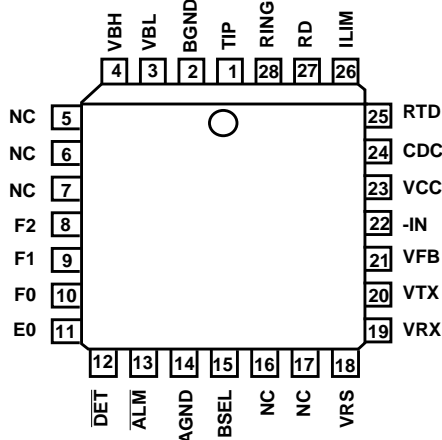 VBH VBL BGND TIP RING RD ILIM
4 3 2 1 28 27 26
NC 5 25 RTD
NC 6 24 CDC
NC 7 23 VCC
F2 8 22 -IN
F1 9 21 VFB
F0 10 20 VTX
E0 11 19 VRX
12 13 14 15 16 17 18
DET ALM AGND BSEL NC NC VRS